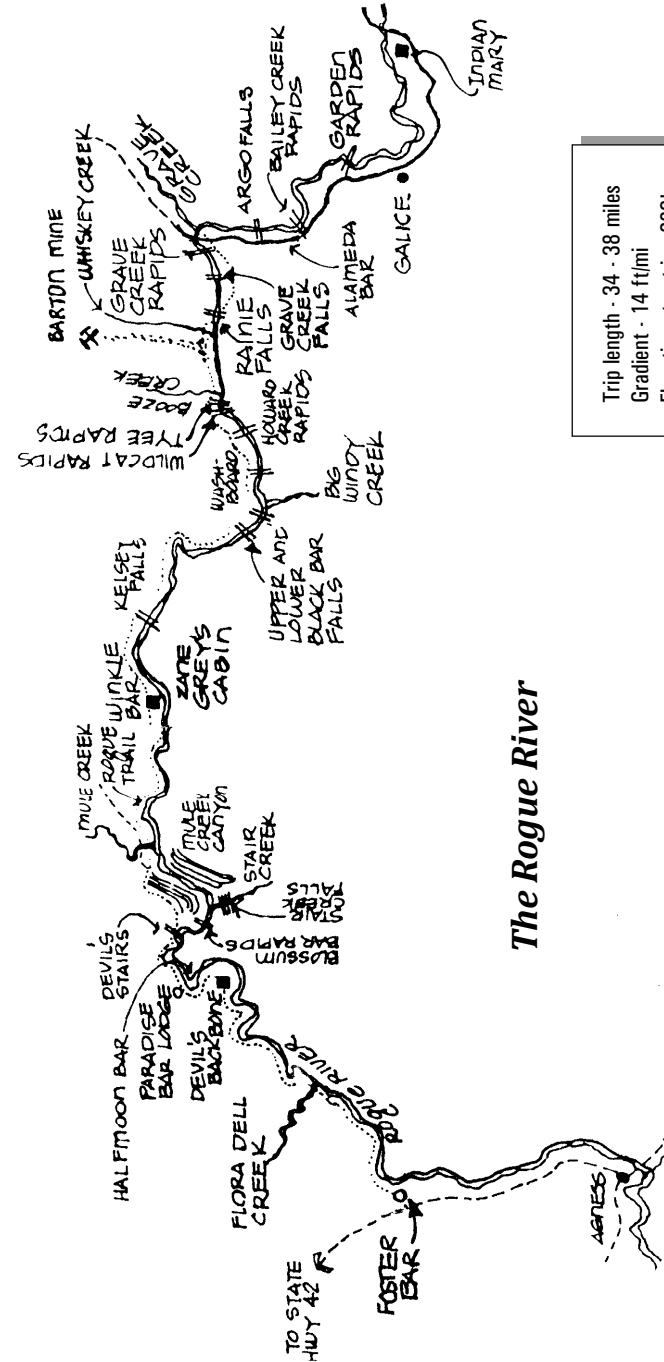 BARTON MINE
WHISKEY CREEK
GRAVE
CREEK
GRAVE
CREEK
RAPIDS
ARGO FALLS
BAILEY CREEK
RAPIDS
GARDEN
RAPIDS
INDIAN
MARY
GALICE
ALAMEDA
BAR
GRAVE
CREEK
FALLS
RAINIE
FALLS
BOOZE
CREEK
TYEE RAPIDS
WILDCAT RAPIDS
HOWARD
CREEK
RAPIDS
WASH-
BOARD
BIG
WINDY
CREEK
UPPER AND
LOWER
BLACK BAR
FALLS
KELSEY
FALLS
ZANE
GREY'S
CABIN
WINKLE
BAR
ROGUE
TRAIL
MULE CREEK
MULE
CREEK
CANYON
STAIR
CREEK
STAIR
CREEK
FALLS
BLOSSUM
BAR RAPIDS
DEVIL'S
STAIRS
HALFMOON BAR
PARADISE
BAR LODGE
DEVIL'S
BACKBONE
FLORA DELL
CREEK
ROGUE RIVER
TO STATE
HWY 42
FOSTER
BAR
AGNESS
The Rogue River
Trip length - 34 - 38 miles
Gradient - 14 ft/mi